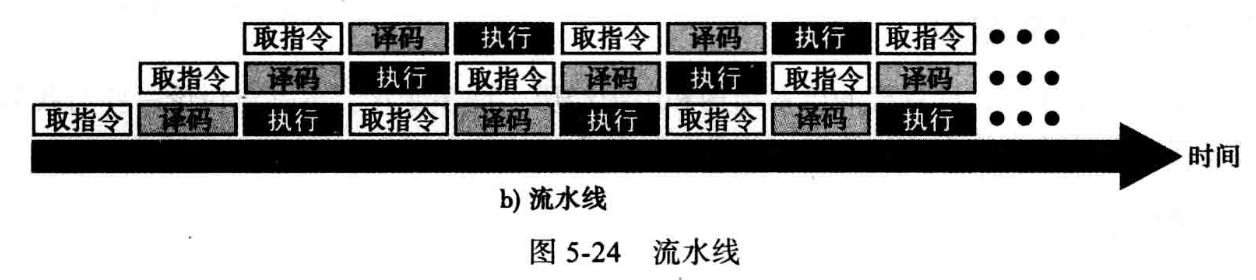 取指令 译码 执行 取指令 译码 执行 取指令 •••
取指令 译码 执行 取指令 译码 执行 取指令 译码 •••
取指令 译码 执行 取指令 译码 执行 取指令 译码 执行 •••
时间
b) 流水线
图 5-24 流水线